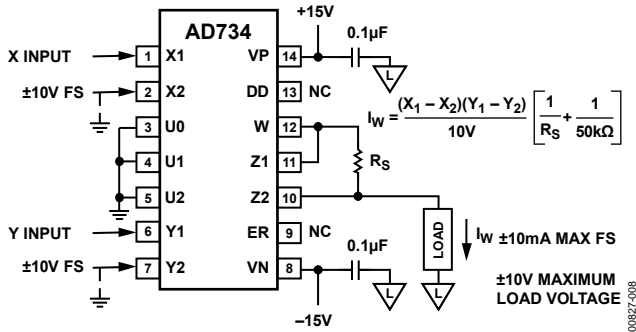 +15V
AD734
0.1µF
X INPUT
1 X1 VP 14
L
±10V FS
2 X2 DD 13 NC
I_W = (X₁ – X₂)(Y₁ – Y₂) / 10V [1 / R_S + 1 / 50kΩ]
3 U0 W 12
4 U1 Z1 11
R_S
5 U2 Z2 10
Y INPUT
6 Y1 ER 9 NC
LOAD
I_W ±10mA MAX FS
±10V FS
7 Y2 VN 8
0.1µF
L
L
±10V MAXIMUM
LOAD VOLTAGE
–15V
00827-008